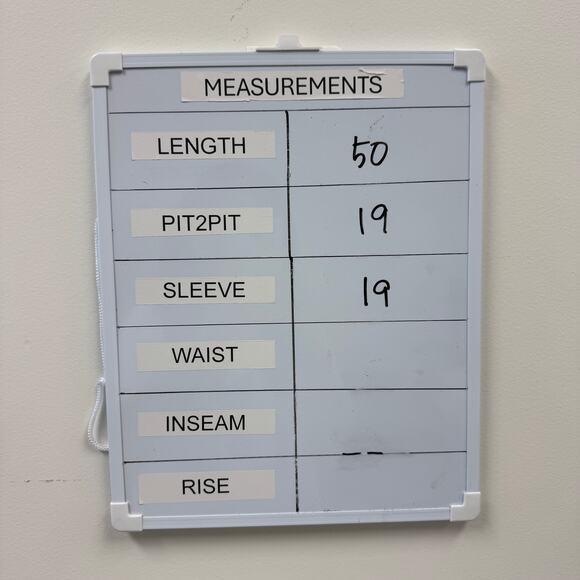 MEASUREMENTS
LENGTH 50
PIT2PIT 19
SLEEVE 19
WAIST
INSEAM
RISE